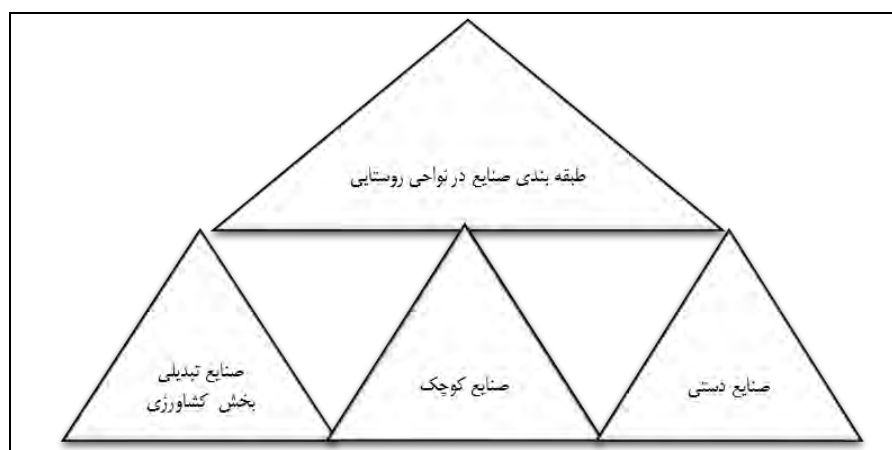 طبقه بندی صنایع در نواحی روستایی
صنایع دستی
صنایع کوچک
صنایع تبدیلی
بخش کشاورزی